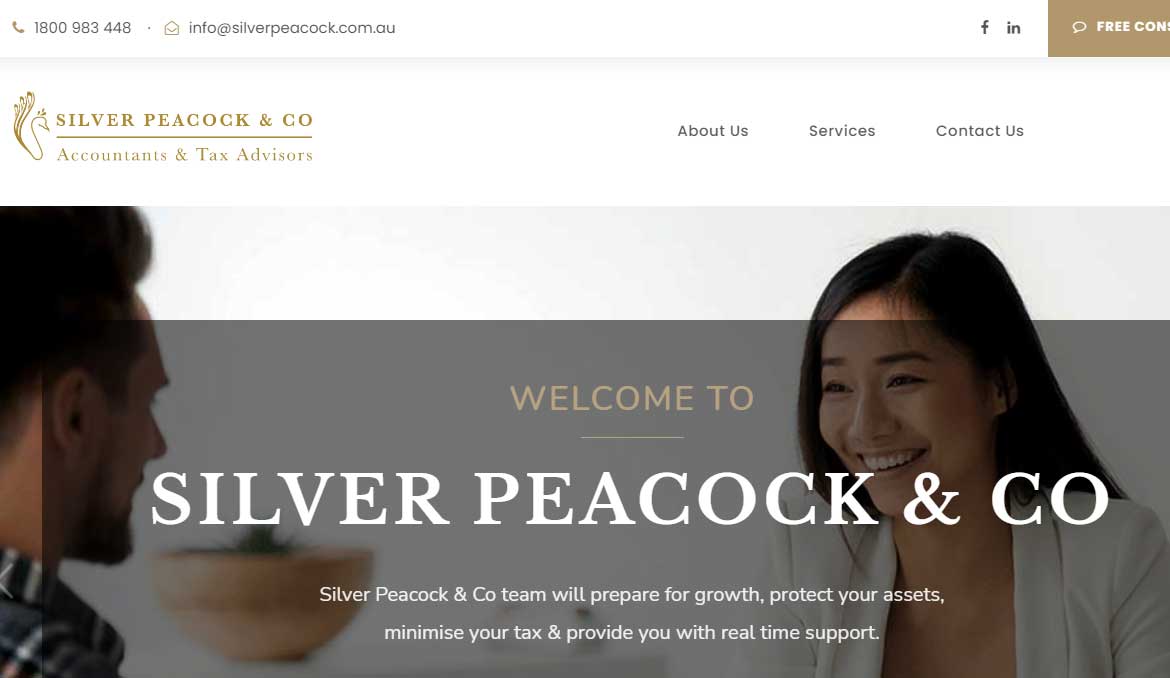 1800 983 448 · info@silverpeacock.com.au
FREE CONS
SILVER PEACOCK & CO
Accountants & Tax Advisors
About Us Services Contact Us
WELCOME TO
SILVER PEACOCK & CO
Silver Peacock & Co team will prepare for growth, protect your assets,
minimise your tax & provide you with real time support.